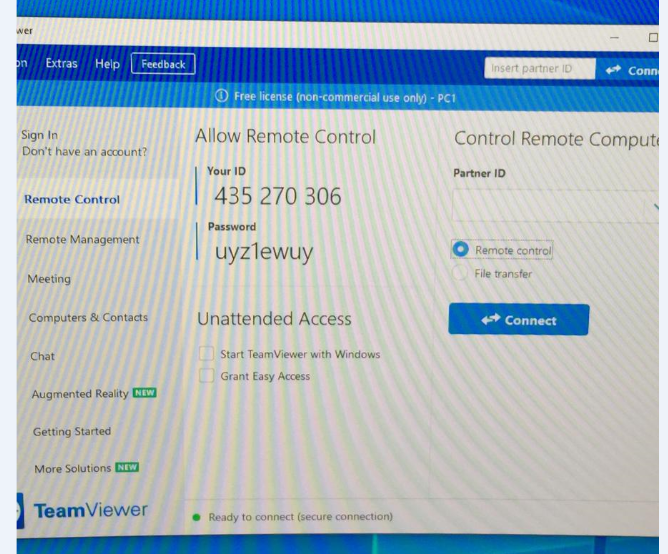 wer
on Extras Help Feedback
Insert partner ID
Conne
Free license (non-commercial use only) - PC1
Sign In
Don't have an account?
Remote Control
Remote Management
Meeting
Computers & Contacts
Chat
Augmented Reality NEW
Getting Started
More Solutions NEW
TeamViewer
Allow Remote Control
Your ID
435 270 306
Password
uyz1ewuy
Unattended Access
Start TeamViewer with Windows
Grant Easy Access
Ready to connect (secure connection)
Control Remote Compute
Partner ID
Remote control
File transfer
Connect